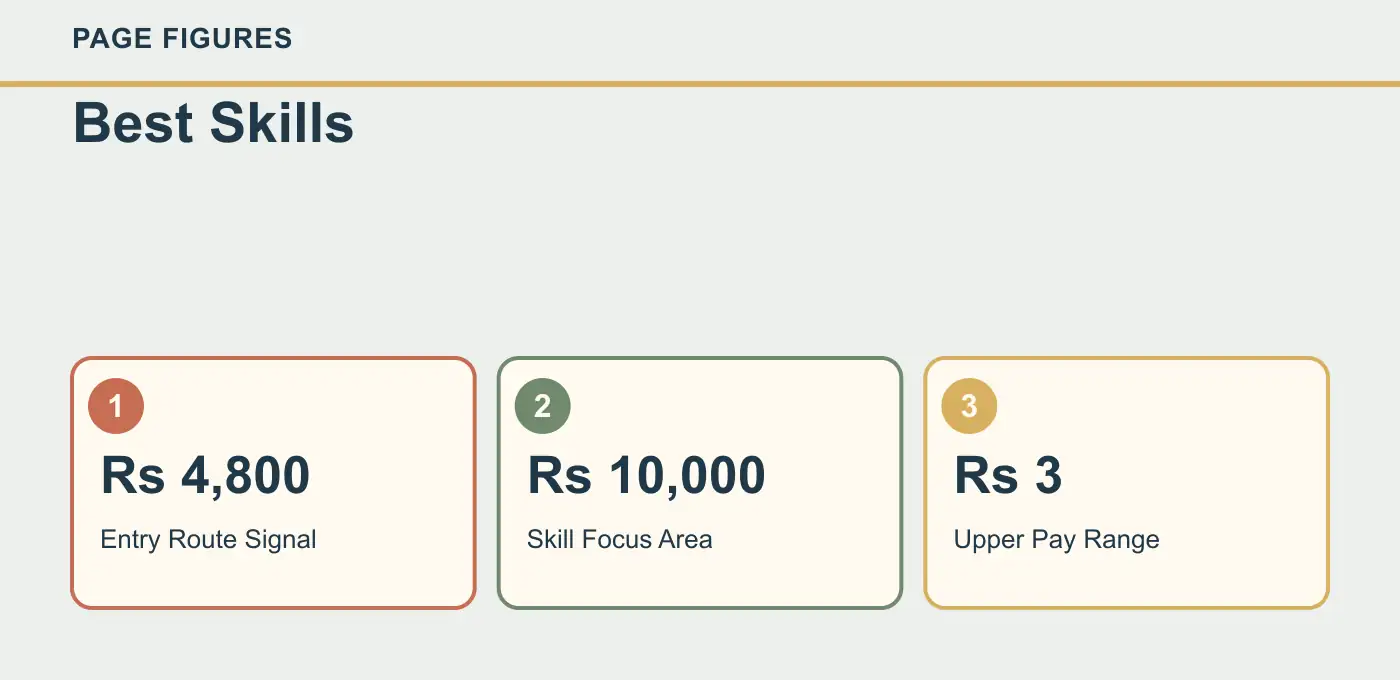 PAGE FIGURES
Best Skills
1
Rs 4,800
Entry Route Signal
2
Rs 10,000
Skill Focus Area
3
Rs 3
Upper Pay Range